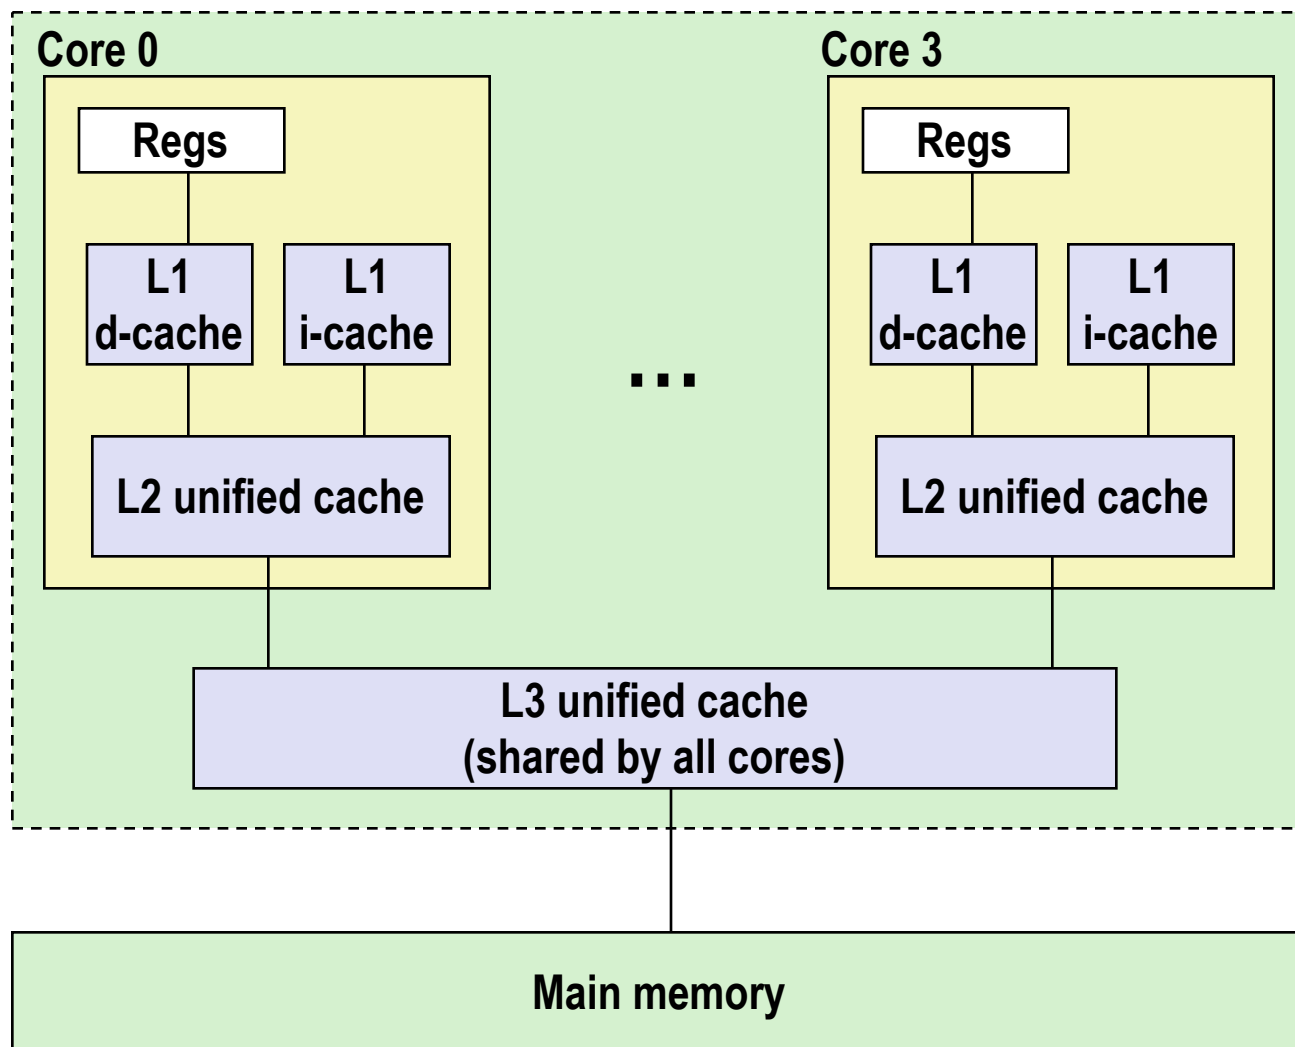 Core 0
Core 3
Regs
Regs
L1
d-cache
L1
i-cache
L1
d-cache
L1
i-cache
...
L2 unified cache
L2 unified cache
L3 unified cache
(shared by all cores)
Main memory